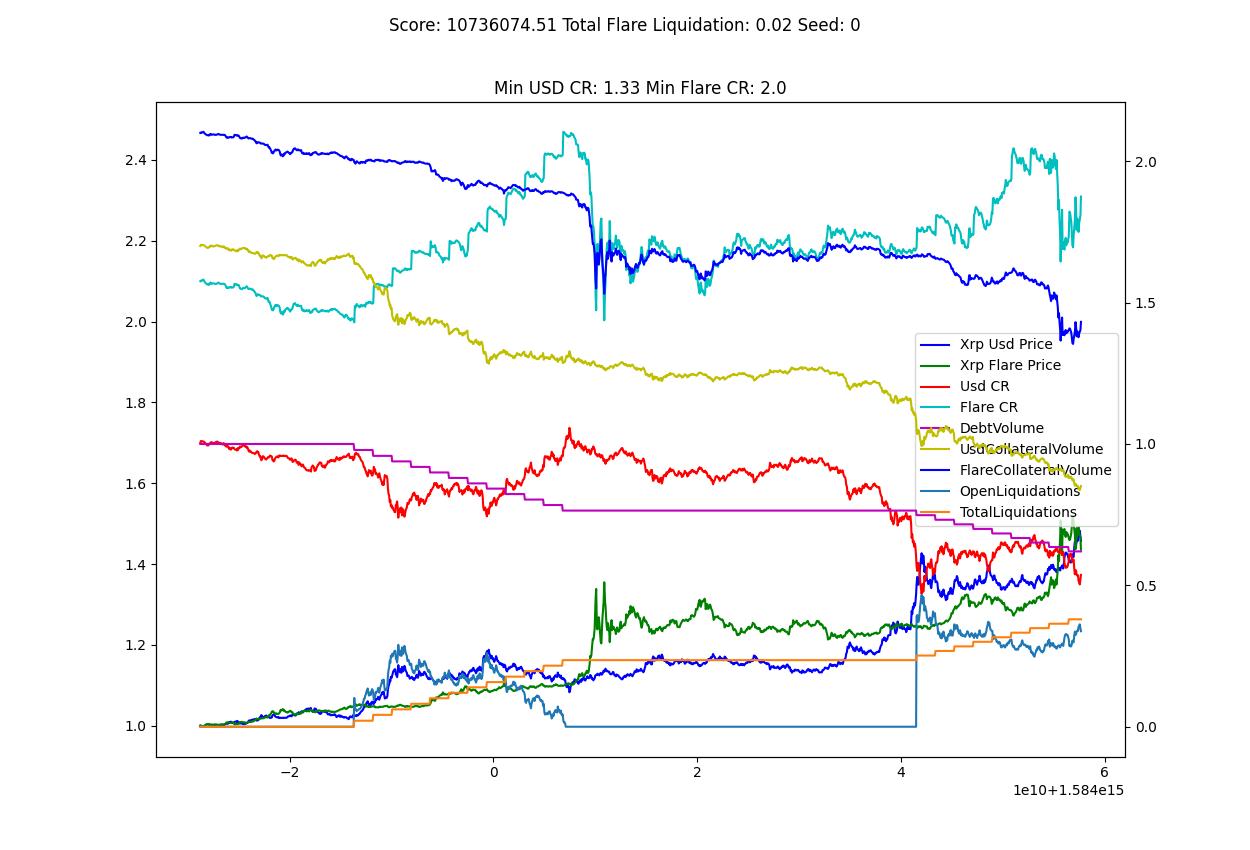 Score: 10736074.51 Total Flare Liquidation: 0.02 Seed: 0
Min USD CR: 1.33 Min Flare CR: 2.0
2.4
2.2
2.0
1.8
1.6
1.4
1.2
1.0
2.0
1.5
1.0
0.5
0.0
Xrp Usd Price
Xrp Flare Price
Usd CR
Flare CR
DebtVolume
UsdCollateralVolume
FlareCollateralVolume
OpenLiquidations
TotalLiquidations
−2
0
2
4
6
1e10+1.584e15